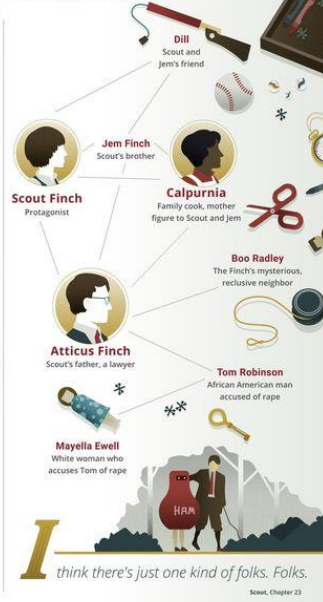 Dill
Scout and
Jem's friend
Jem Finch
Scout's brother
Scout Finch
Protagonist
Calpurnia
Family cook, mother
figure to Scout and Jem
Boo Radley
The Finch's mysterious,
reclusive neighbor
Atticus Finch
Scout's father, a lawyer
Tom Robinson
African American man
accused of rape
Mayella Ewell
White woman who
accuses Tom of rape
HAM
I think there's just one kind of folks. Folks.
Scout, Chapter 23